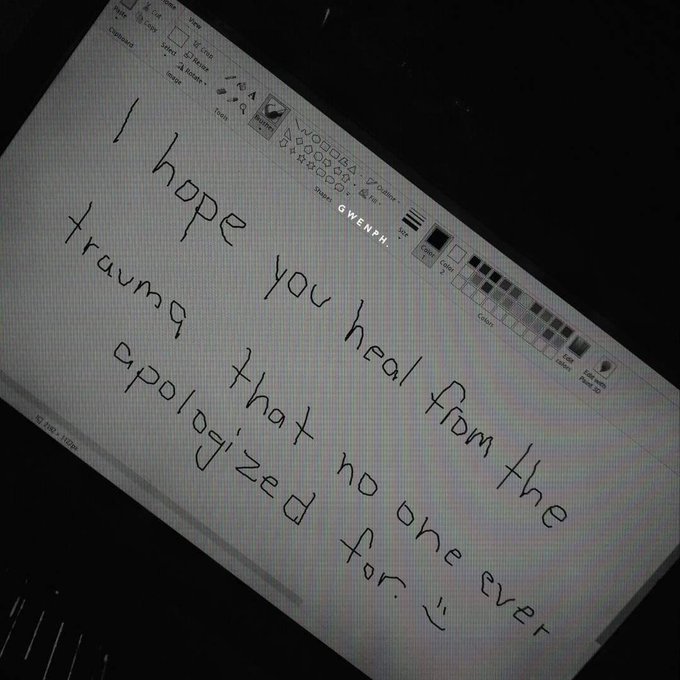 Home
View
Paste
Cut
Copy
Clipboard
Select
Crop
Resize
Rotate
Image
Tools
Brushes
Shapes
Outline
Fill
Size
Color 1
Color 2
Colors
Edit colors
Edit with Paint 3D
GWENPH.
I hope you heal from the
trauma that no one ever
apologized for. :)